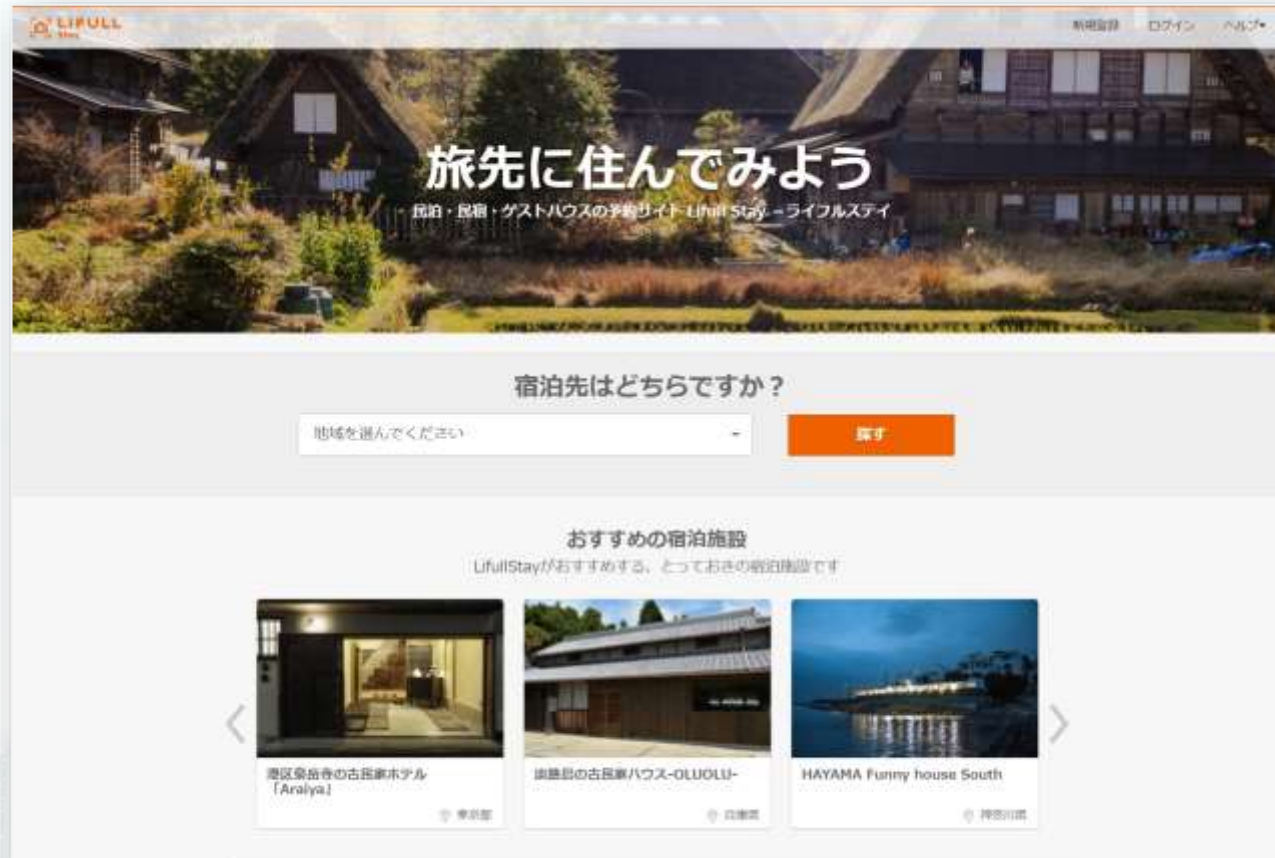 LIFULL
Stay
新規登録 ログイン ヘルプ▾
旅先に住んでみよう
民泊・民宿・ゲストハウスの予約サイト Lifull Stay －ライフルステイ
宿泊先はどちらですか？
地域を選んでください
探す
おすすめの宿泊施設
LifullStayがおすすめする、とっておきの宿泊施設です
港区泉岳寺の古民家ホテル
「Araiya」
東京都
淡路島の古民家ハウス-OLUOLU-
兵庫県
HAYAMA Funny house South
神奈川県